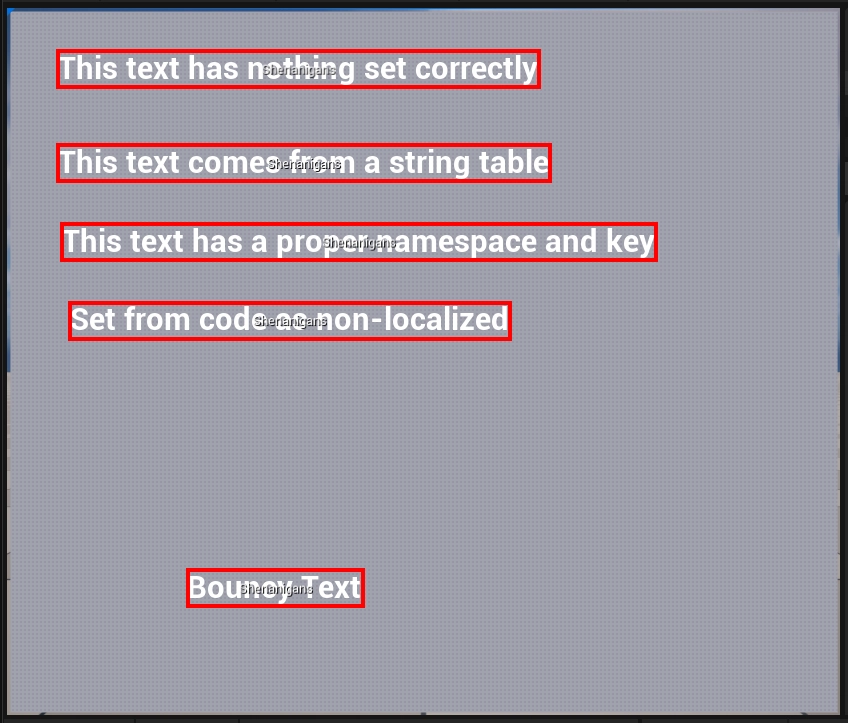 This text has nothing set correctly
Shenanigans
This text comes from a string table
Shenanigans
This text has a proper namespace and key
Shenanigans
Set from code as non-localized
Shenanigans
Bouncy Text
Shenanigans